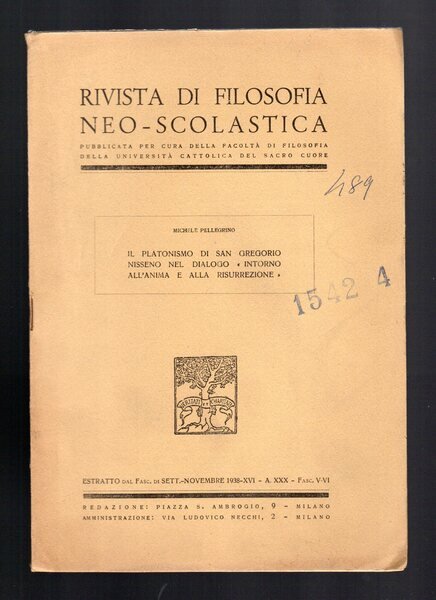 RIVISTA DI FILOSOFIA
NEO-SCOLASTICA
PUBBLICATA PER CURA DELLA FACOLTÀ DI FILOSOFIA
DELLA UNIVERSITÀ CATTOLICA DEL SACRO CUORE
489
MICHELE PELLEGRINO
IL PLATONISMO DI SAN GREGORIO
NISSENO NEL DIALOGO « INTORNO
ALL'ANIMA E ALLA RISURREZIONE »
1542 4
VERITATI ET CHARITATI
ESTRATTO DAL FASC. DI SETT.-NOVEMBRE 1938-XVI - A. XXX - FASC. V-VI
REDAZIONE: PIAZZA S. AMBROGIO, 9 - MILANO
AMMINISTRAZIONE: VIA LUDOVICO NECCHI, 2 - MILANO